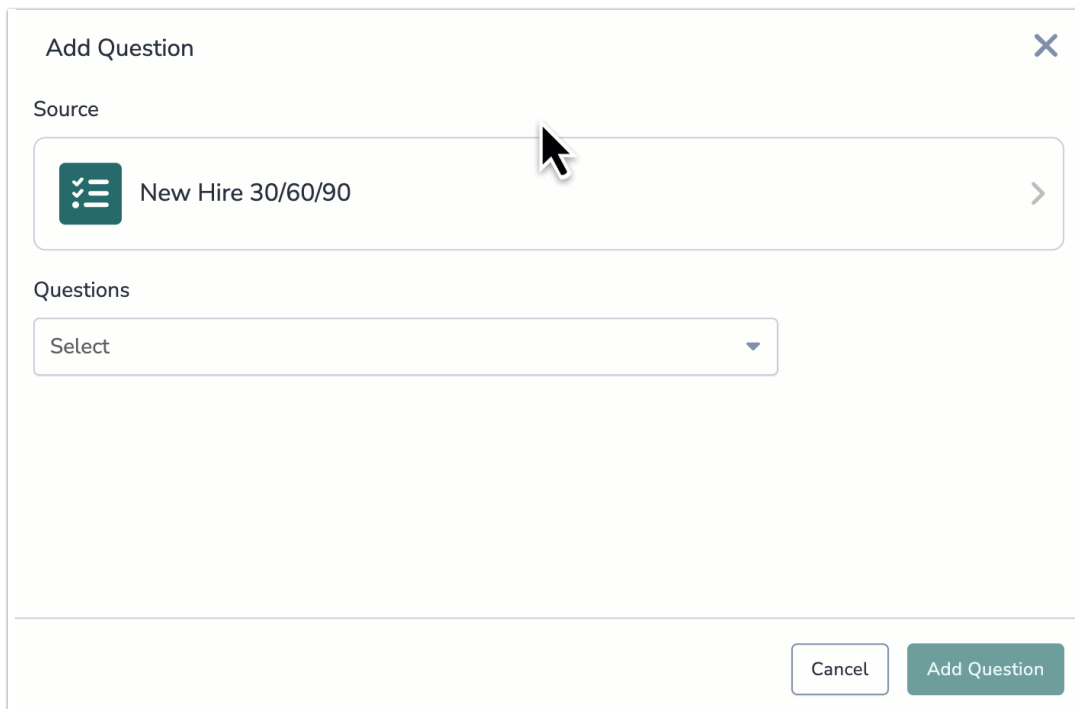 Add Question
Source
New Hire 30/60/90
Questions
Select
Cancel
Add Question